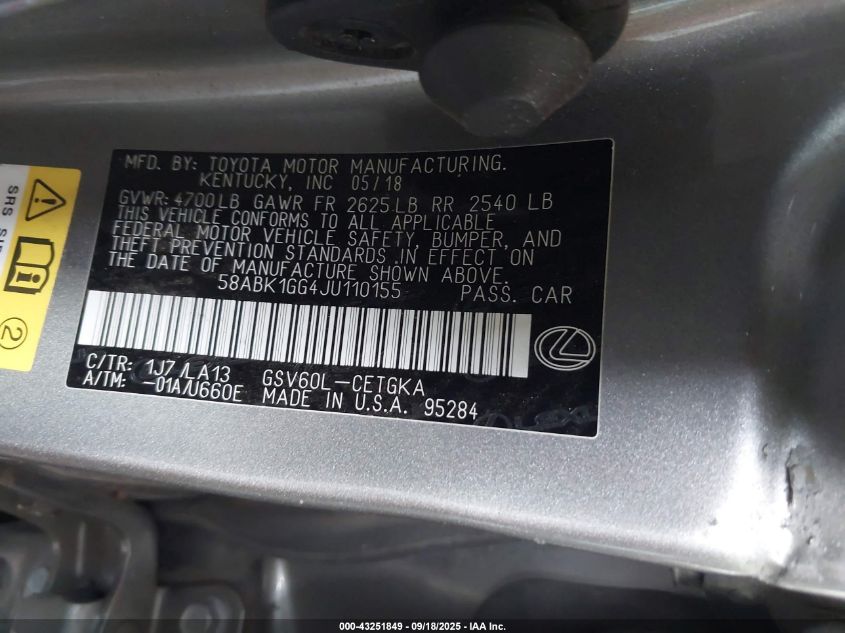 MFD. BY: TOYOTA MOTOR MANUFACTURING.
KENTUCKY, INC 05/18
GVWR: 4700LB GAWR FR 2625LB RR 2540 LB
THIS VEHICLE CONFORMS TO ALL APPLICABLE
FEDERAL MOTOR VEHICLE SAFETY, BUMPER, AND
THEFT PREVENTION STANDARDS IN EFFECT ON
THE DATE OF MANUFACTURE SHOWN ABOVE.
58ABK1GG4JU110155 PASS. CAR
C/TR: 1J7/LA13 GSV60L-CETGKA
A/TM: -01A/U660E MADE IN U.S.A. 95284
SRS
2
000-43251849 - 09/18/2025 - IAA Inc.